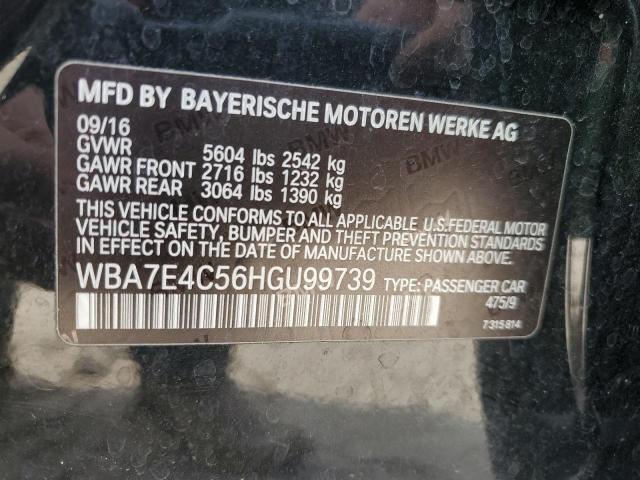 MFD BY BAYERISCHE MOTOREN WERKE AG
09/16
GVWR 5604 lbs 2542 kg
GAWR FRONT 2716 lbs 1232 kg
GAWR REAR 3064 lbs 1390 kg
THIS VEHICLE CONFORMS TO ALL APPLICABLE U.S.FEDERAL MOTOR
VEHICLE SAFETY, BUMPER AND THEFT PREVENTION STANDARDS
IN EFFECT ON THE DATE OF MANUFACTURE SHOWN ABOVE.
WBA7E4C56HGU99739 TYPE: PASSENGER CAR
475/9
7315814